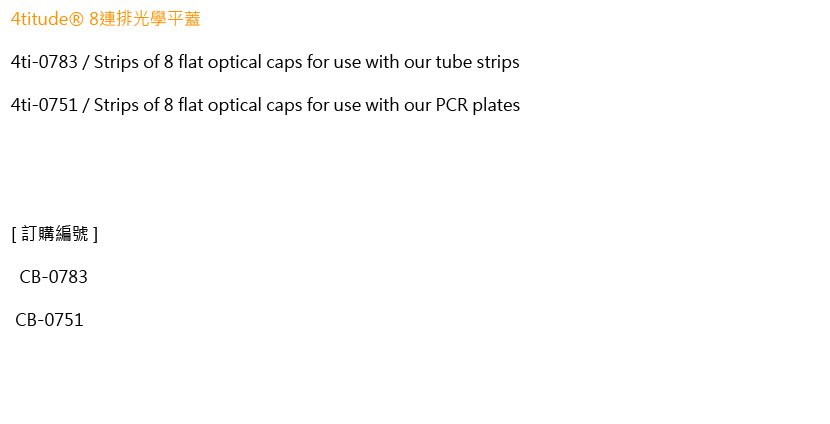 4titude® 8連排光學平蓋
4ti-0783 / Strips of 8 flat optical caps for use with our tube strips
4ti-0751 / Strips of 8 flat optical caps for use with our PCR plates
[ 訂購編號 ]
CB-0783
CB-0751